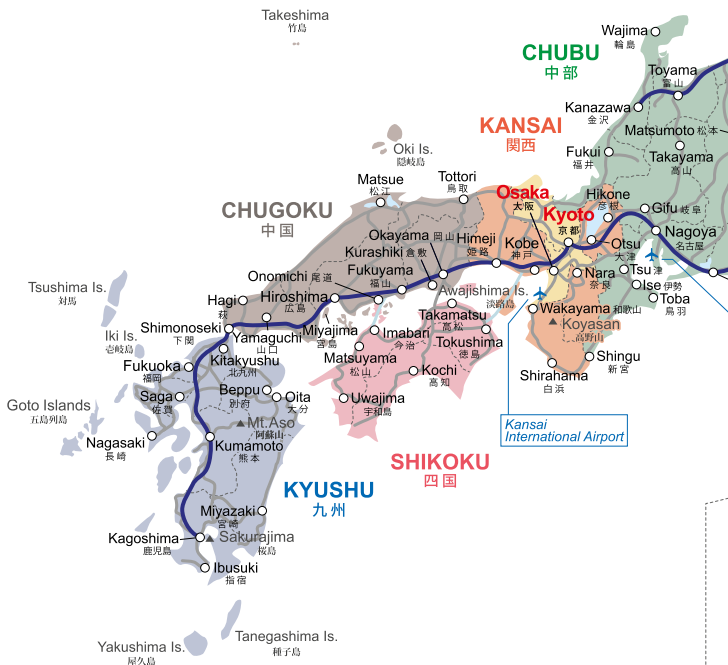 Takeshima
竹島
Wajima
輪島
CHUBU
中部
Toyama
富山
Kanazawa
金沢
KANSAI
関西
Matsumoto 松本
Fukui
福井
Takayama
高山
Oki Is.
隠岐島
Matsue
松江
Tottori
鳥取
Osaka
大阪
Hikone
彦根
CHUGOKU
中国
Kyoto
京都
Gifu 岐阜
Okayama 岡山
Himeji
姫路
Kobe
神戸
Nagoya
名古屋
Kurashiki 倉敷
Otsu
大津
Onomichi 尾道
Fukuyama
福山
Tsu 津
Nara
奈良
Tsushima Is.
対馬
Awajishima Is.
淡路島
Ise 伊勢
Hagi
萩
Hiroshima
広島
Toba
鳥羽
Wakayama 和歌山
Takamatsu
高松
Koyasan
高野山
Shimonoseki
下関
Yamaguchi
山口
Miyajima
宮島
Imabari
今治
Tokushima
徳島
Iki Is.
壱岐島
Kitakyushu
北九州
Matsuyama
松山
Shingu
新宮
Fukuoka
福岡
Kochi
高知
Shirahama
白浜
Beppu
別府
Oita
大分
Saga
佐賀
Uwajima
宇和島
Goto Islands
五島列島
Mt.Aso
阿蘇山
Kansai
International Airport
Nagasaki
長崎
Kumamoto
熊本
SHIKOKU
四国
KYUSHU
九州
Miyazaki
宮崎
Kagoshima
鹿児島
Sakurajima
桜島
Ibusuki
指宿
Tanegashima Is.
種子島
Yakushima Is.
屋久島